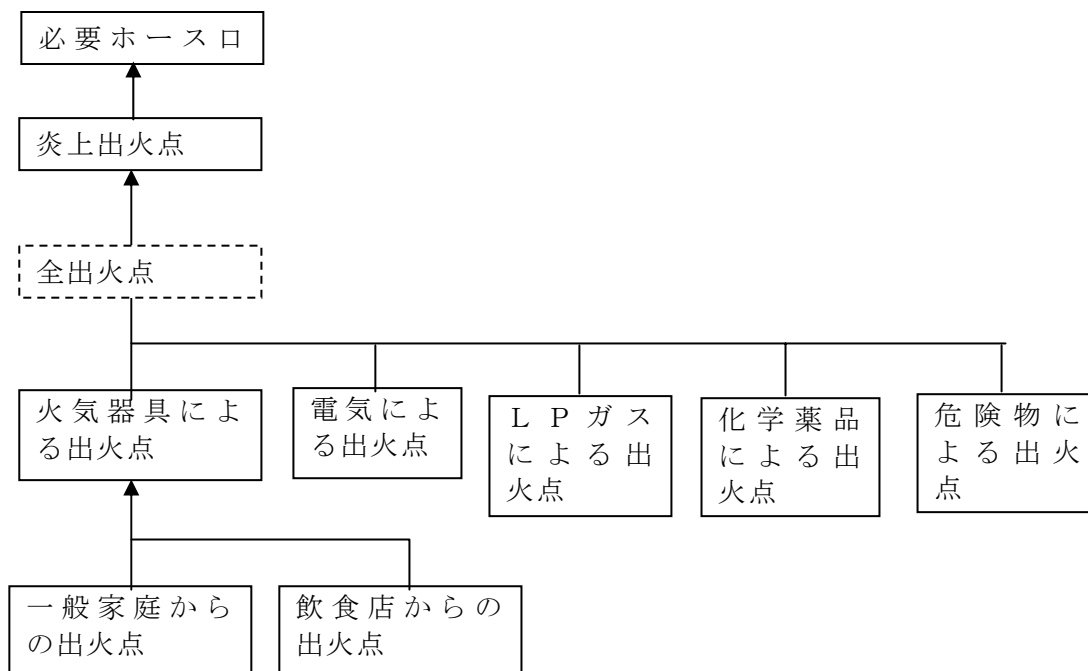 必要ホース口
炎上出火点
全出火点
火気器具によ
る出火点
電気によ
る出火点
ＬＰガス
による出
火点
化学薬品
による出
火点
危険物に
よる出火
点
一般家庭から
の出火点
飲食店からの
出火点